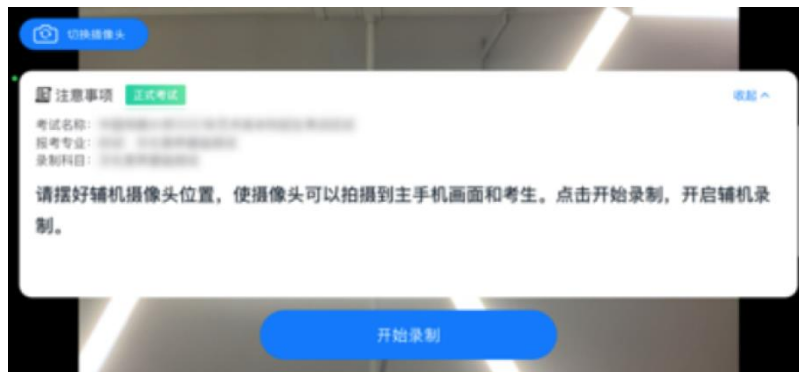 切换摄像头
注意事项 正式考试 收起
考试名称：
报考专业：
录制科目：
请摆好辅机摄像头位置，使摄像头可以拍摄到主手机画面和考生。点击开始录制，开启辅机录
制。
开始录制